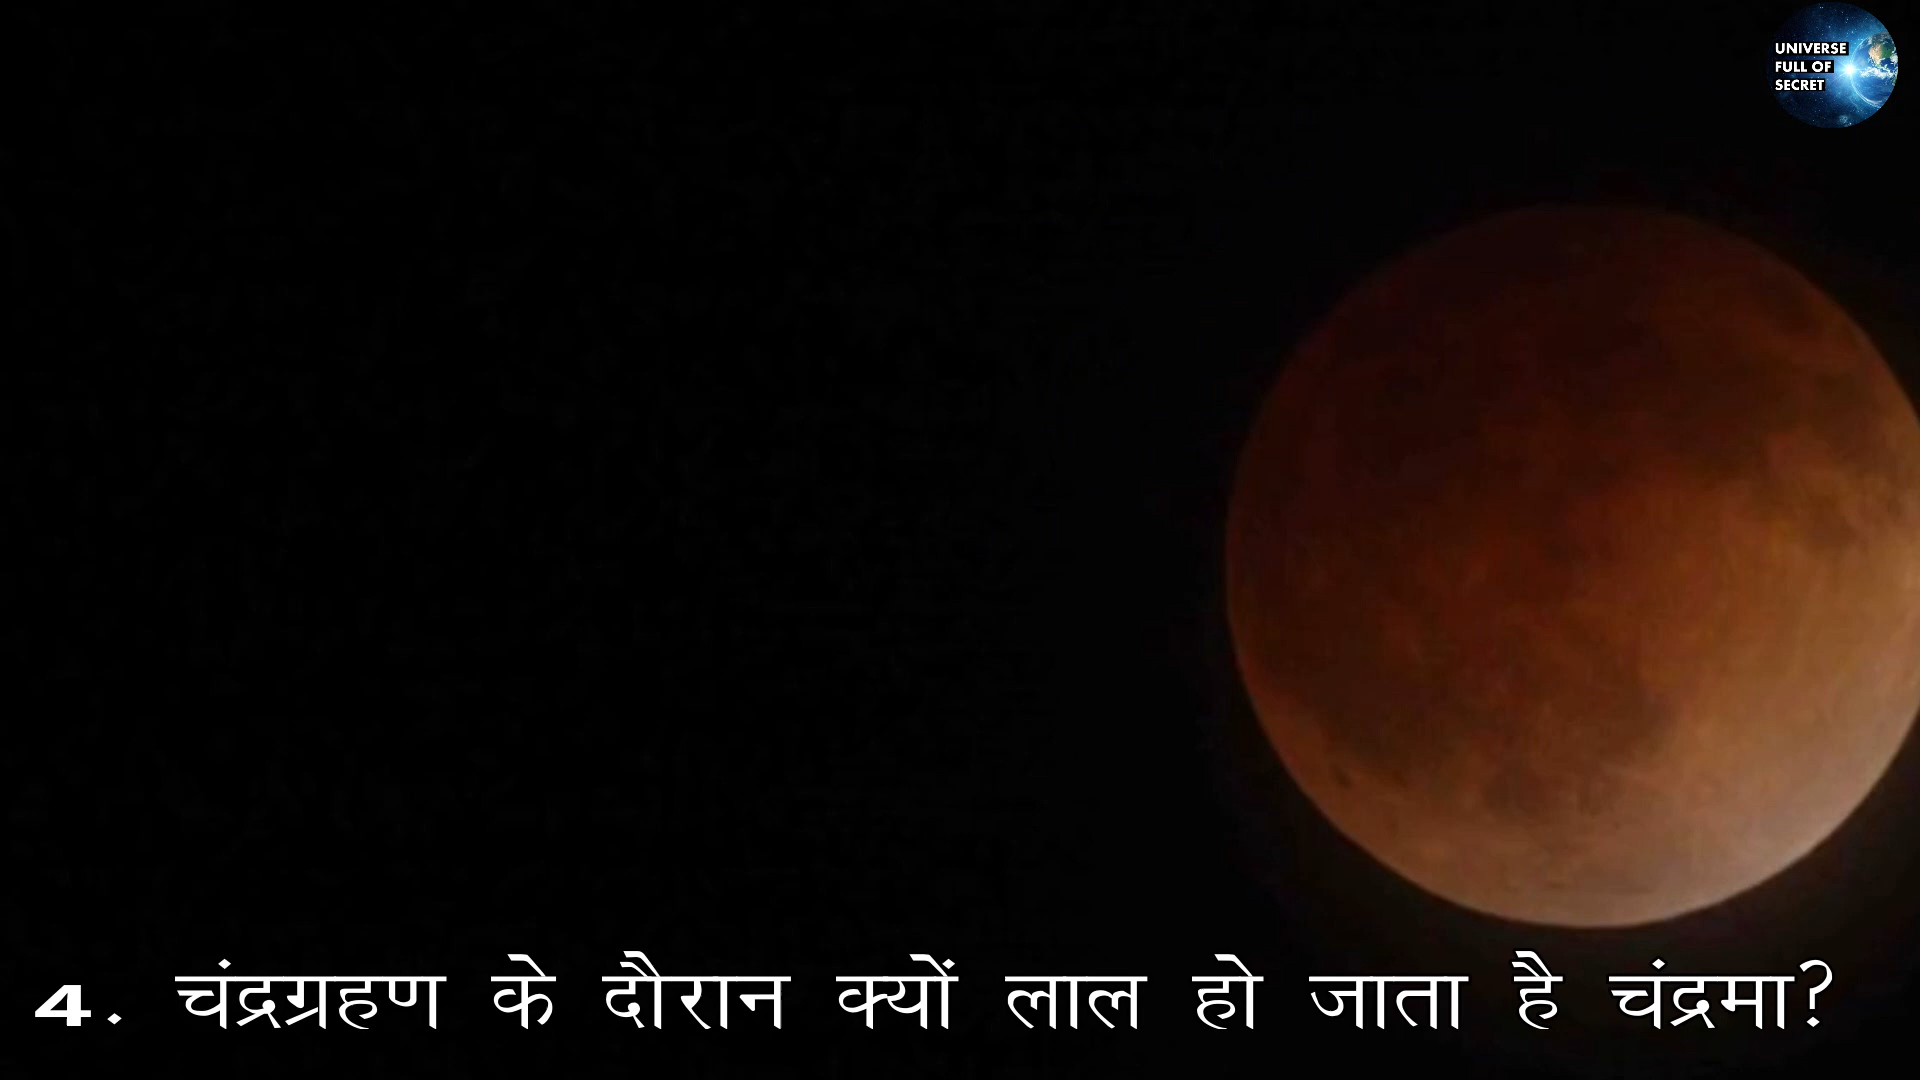 UNIVERSE
FULL OF
SECRET
4. चंद्रग्रहण के दौरान क्यों लाल हो जाता है चंद्रमा?